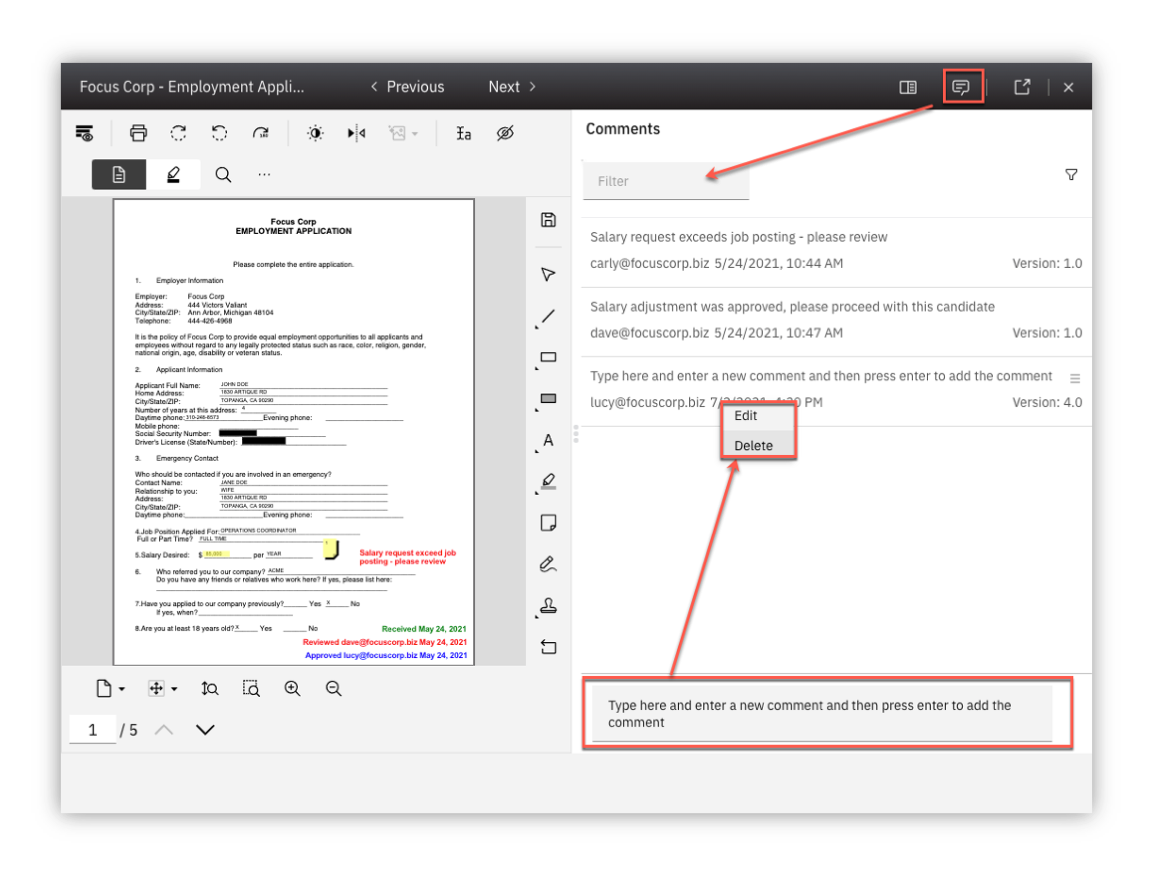 Focus Corp - Employment Appli...
< Previous
Next >
Comments
Filter
Salary request exceeds job posting - please review
carly@focuscorp.biz 5/24/2021, 10:44 AM
Version: 1.0
Salary adjustment was approved, please proceed with this candidate
dave@focuscorp.biz 5/24/2021, 10:47 AM
Version: 1.0
Type here and enter a new comment and then press enter to add the comment
lucy@focuscorp.biz PM
Version: 4.0
Edit
Delete
Type here and enter a new comment and then press enter to add the
comment
Focus Corp
EMPLOYMENT APPLICATION
Please complete the entire application.
1. Employer Information
Employer: Focus Corp
Address: 444 Victors Valiant
City/State/ZIP: Ann Arbor, Michigan 48104
Telephone: 444-426-4968
It is the policy of Focus Corp to provide equal employment opportunities to all applicants and
employees without regard to any legally protected status such as race, color, religion, gender,
national origin, age, disability or veteran status.
2. Applicant Information
Applicant Full Name: JOHN DOE
Home Address: 1830 ARTIQUE RD
City/State/ZIP: TOPANGA, CA 90290
Number of years at this address: 4
Daytime phone: 310-246-8573 Evening phone:
Mobile phone:
Social Security Number:
Driver's License (State/Number):
3. Emergency Contact
Who should be contacted if you are involved in an emergency?
Contact Name: JANE DOE
Relationship to you: WIFE
Address: 1830 ARTIQUE RD
City/State/ZIP: TOPANGA, CA 90290
Daytime phone: Evening phone:
4.Job Position Applied For: OPERATIONS COORDINATOR
Full or Part Time? FULL TIME
5.Salary Desired: $ per YEAR
Salary request exceed job
posting - please review
6. Who referred you to our company? ACME
Do you have any friends or relatives who work here? If yes, please list here:
7.Have you applied to our company previously? Yes X No
If yes, when?
8.Are you at least 18 years old? X Yes No
Received May 24, 2021
Reviewed dave@focuscorp.biz May 24, 2021
Approved lucy@focuscorp.biz May 24, 2021
A
1 / 5